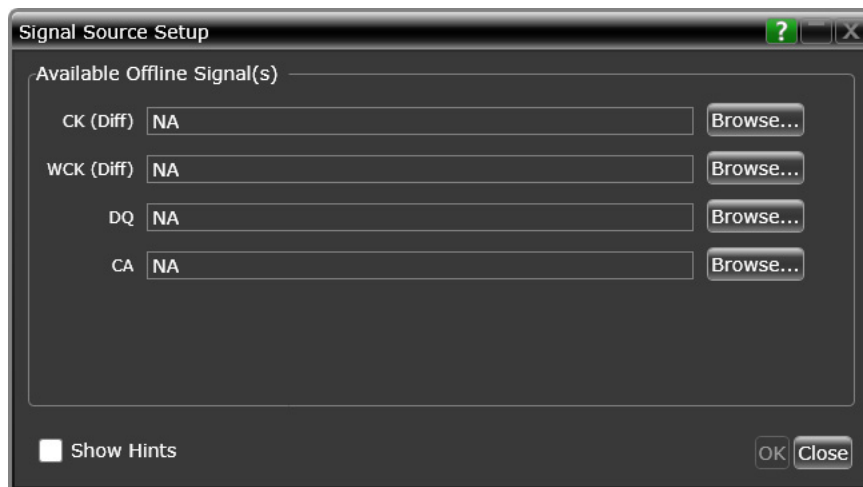 Signal Source Setup ? X
Available Offline Signal(s)
CK (Diff) NA Browse...
WCK (Diff) NA Browse...
DQ NA Browse...
CA NA Browse...
Show Hints OK Close